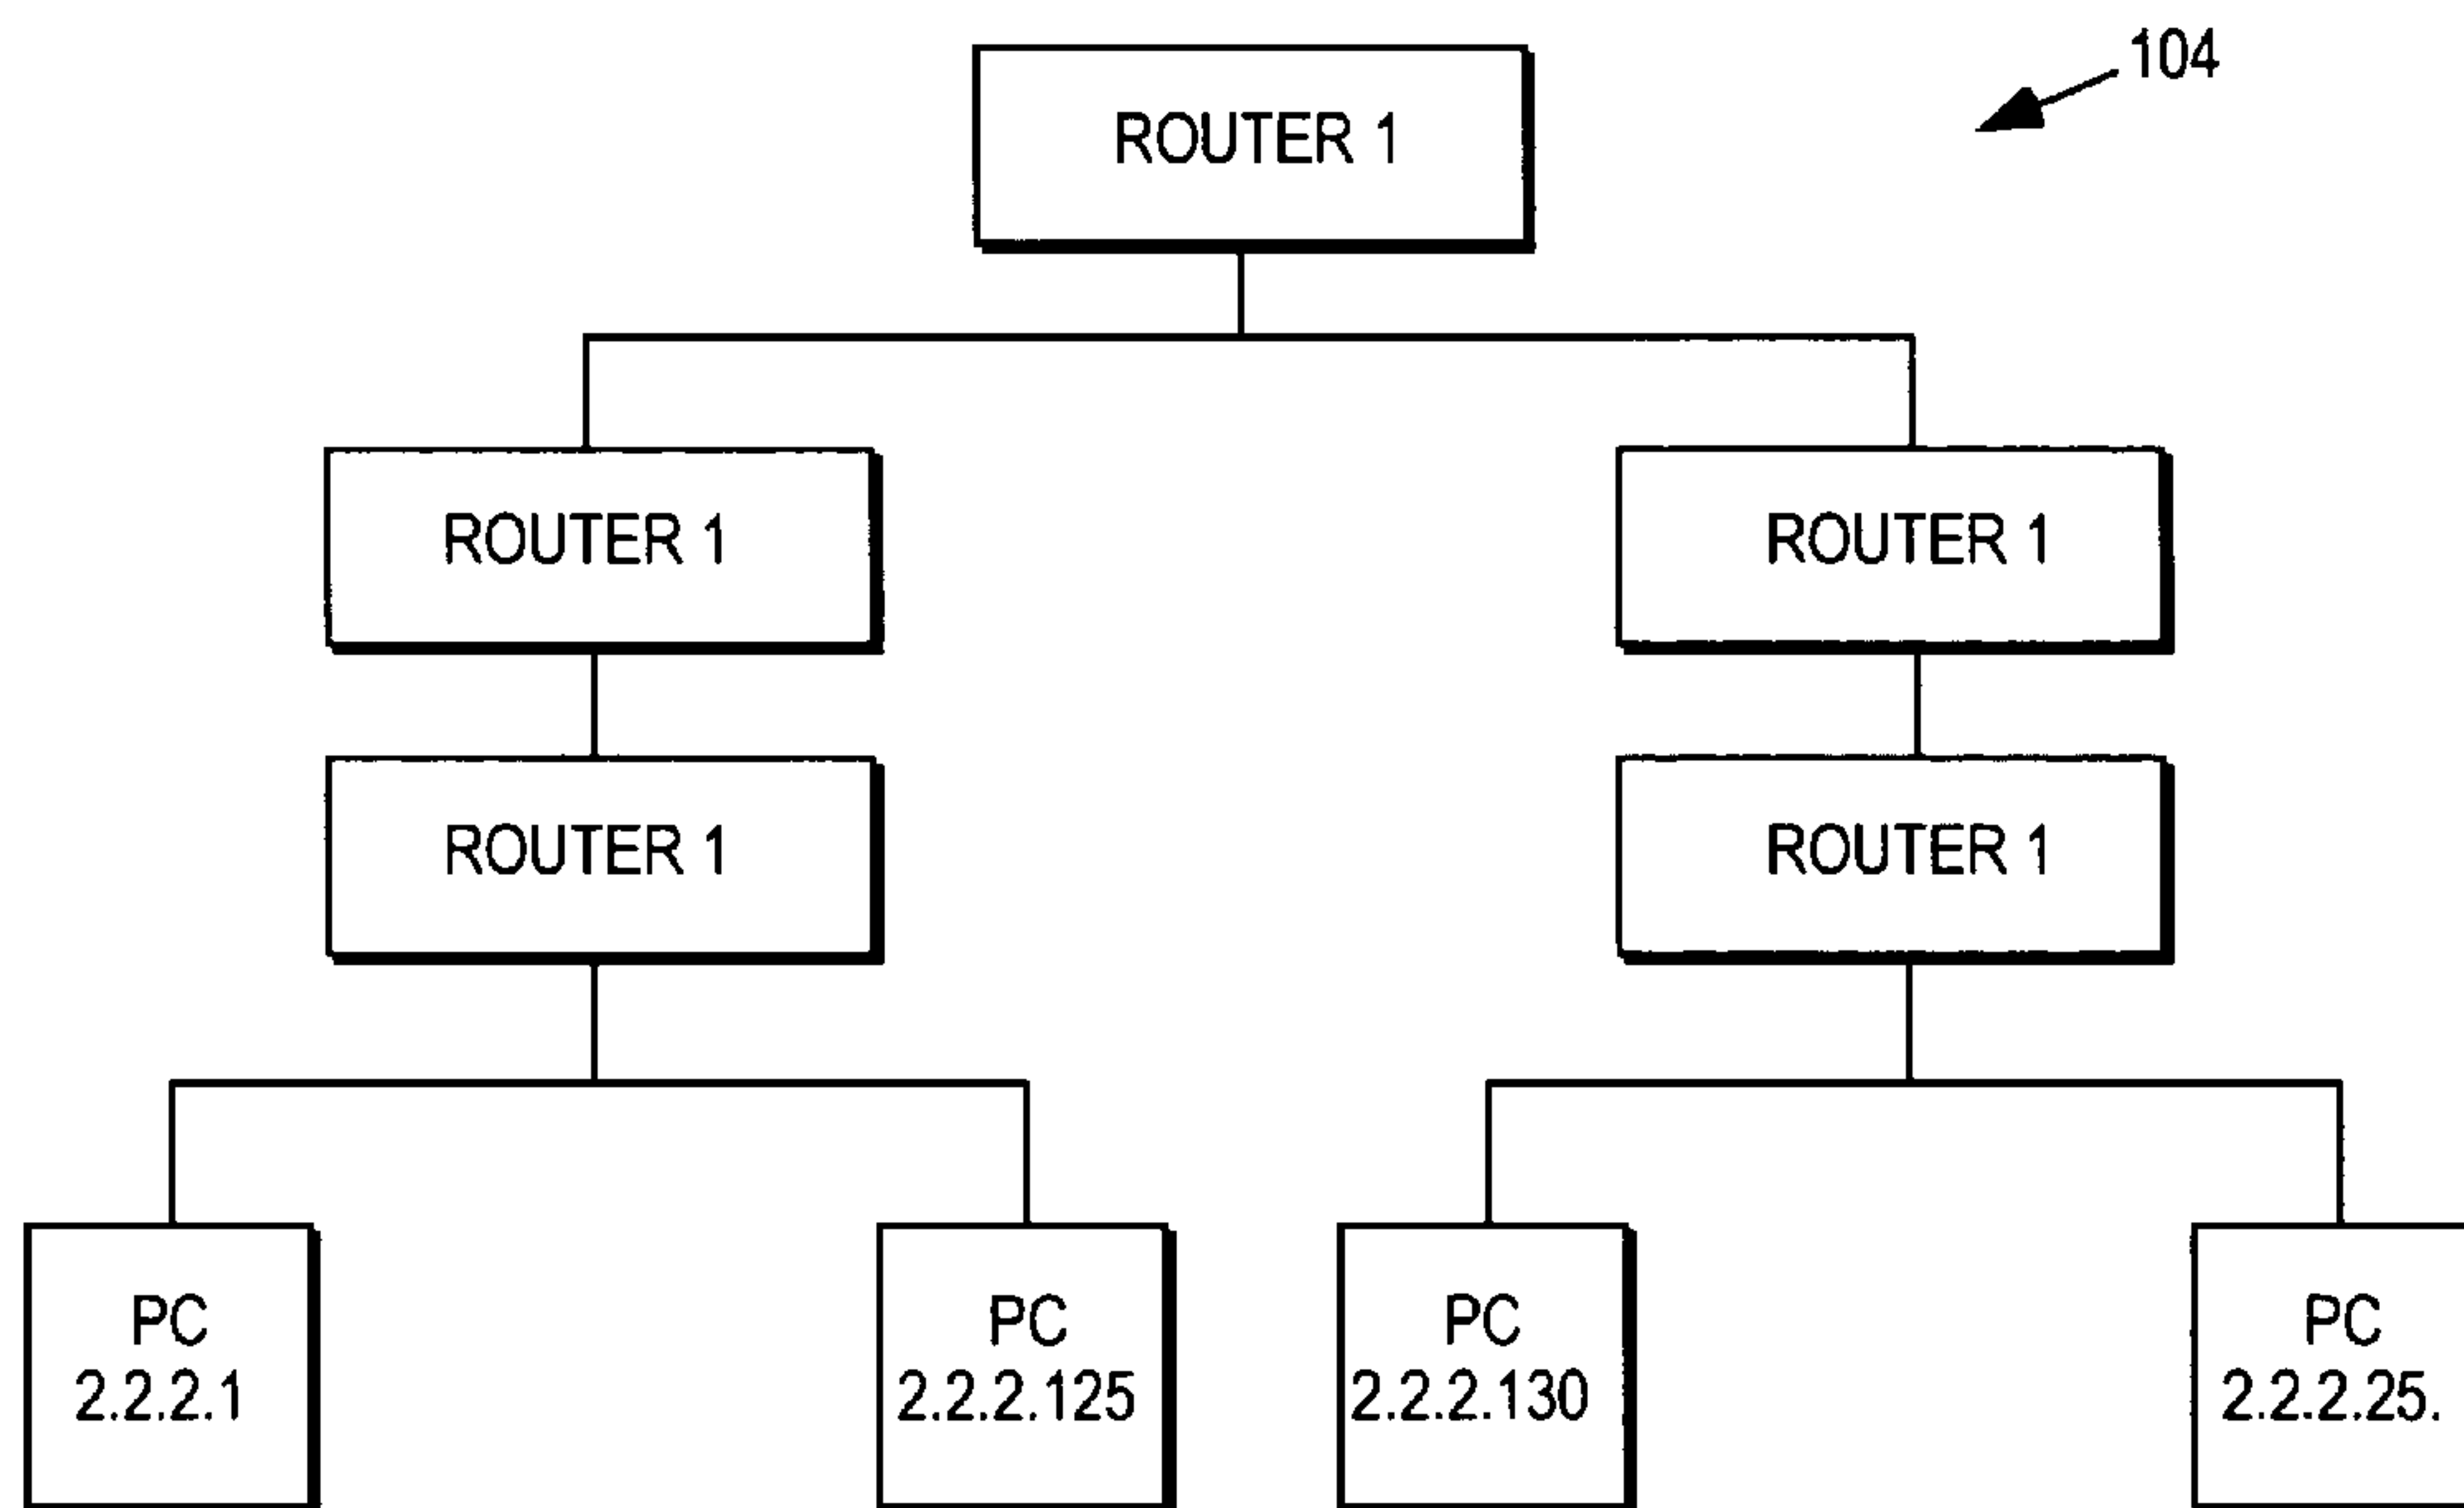 104
ROUTER 1
ROUTER 1
ROUTER 1
ROUTER 1
ROUTER 1
PC
2.2.2.1
PC
2.2.2.125
PC
2.2.2.130
PC
2.2.2.25.